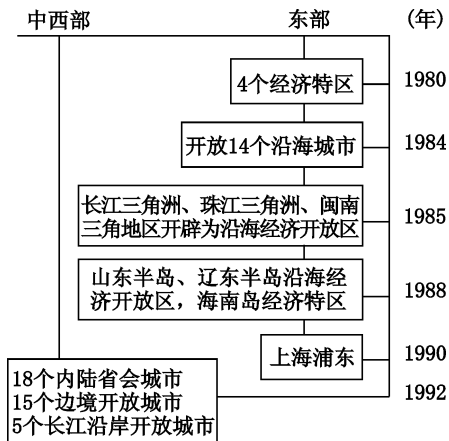 中西部 东部 (年)
4个经济特区 1980
开放14个沿海城市 1984
长江三角洲、珠江三角洲、闽南
三角地区开辟为沿海经济开放区 1985
山东半岛、辽东半岛沿海经
济开放区，海南岛经济特区 1988
上海浦东 1990
18个内陆省会城市
15个边境开放城市
5个长江沿岸开放城市 1992